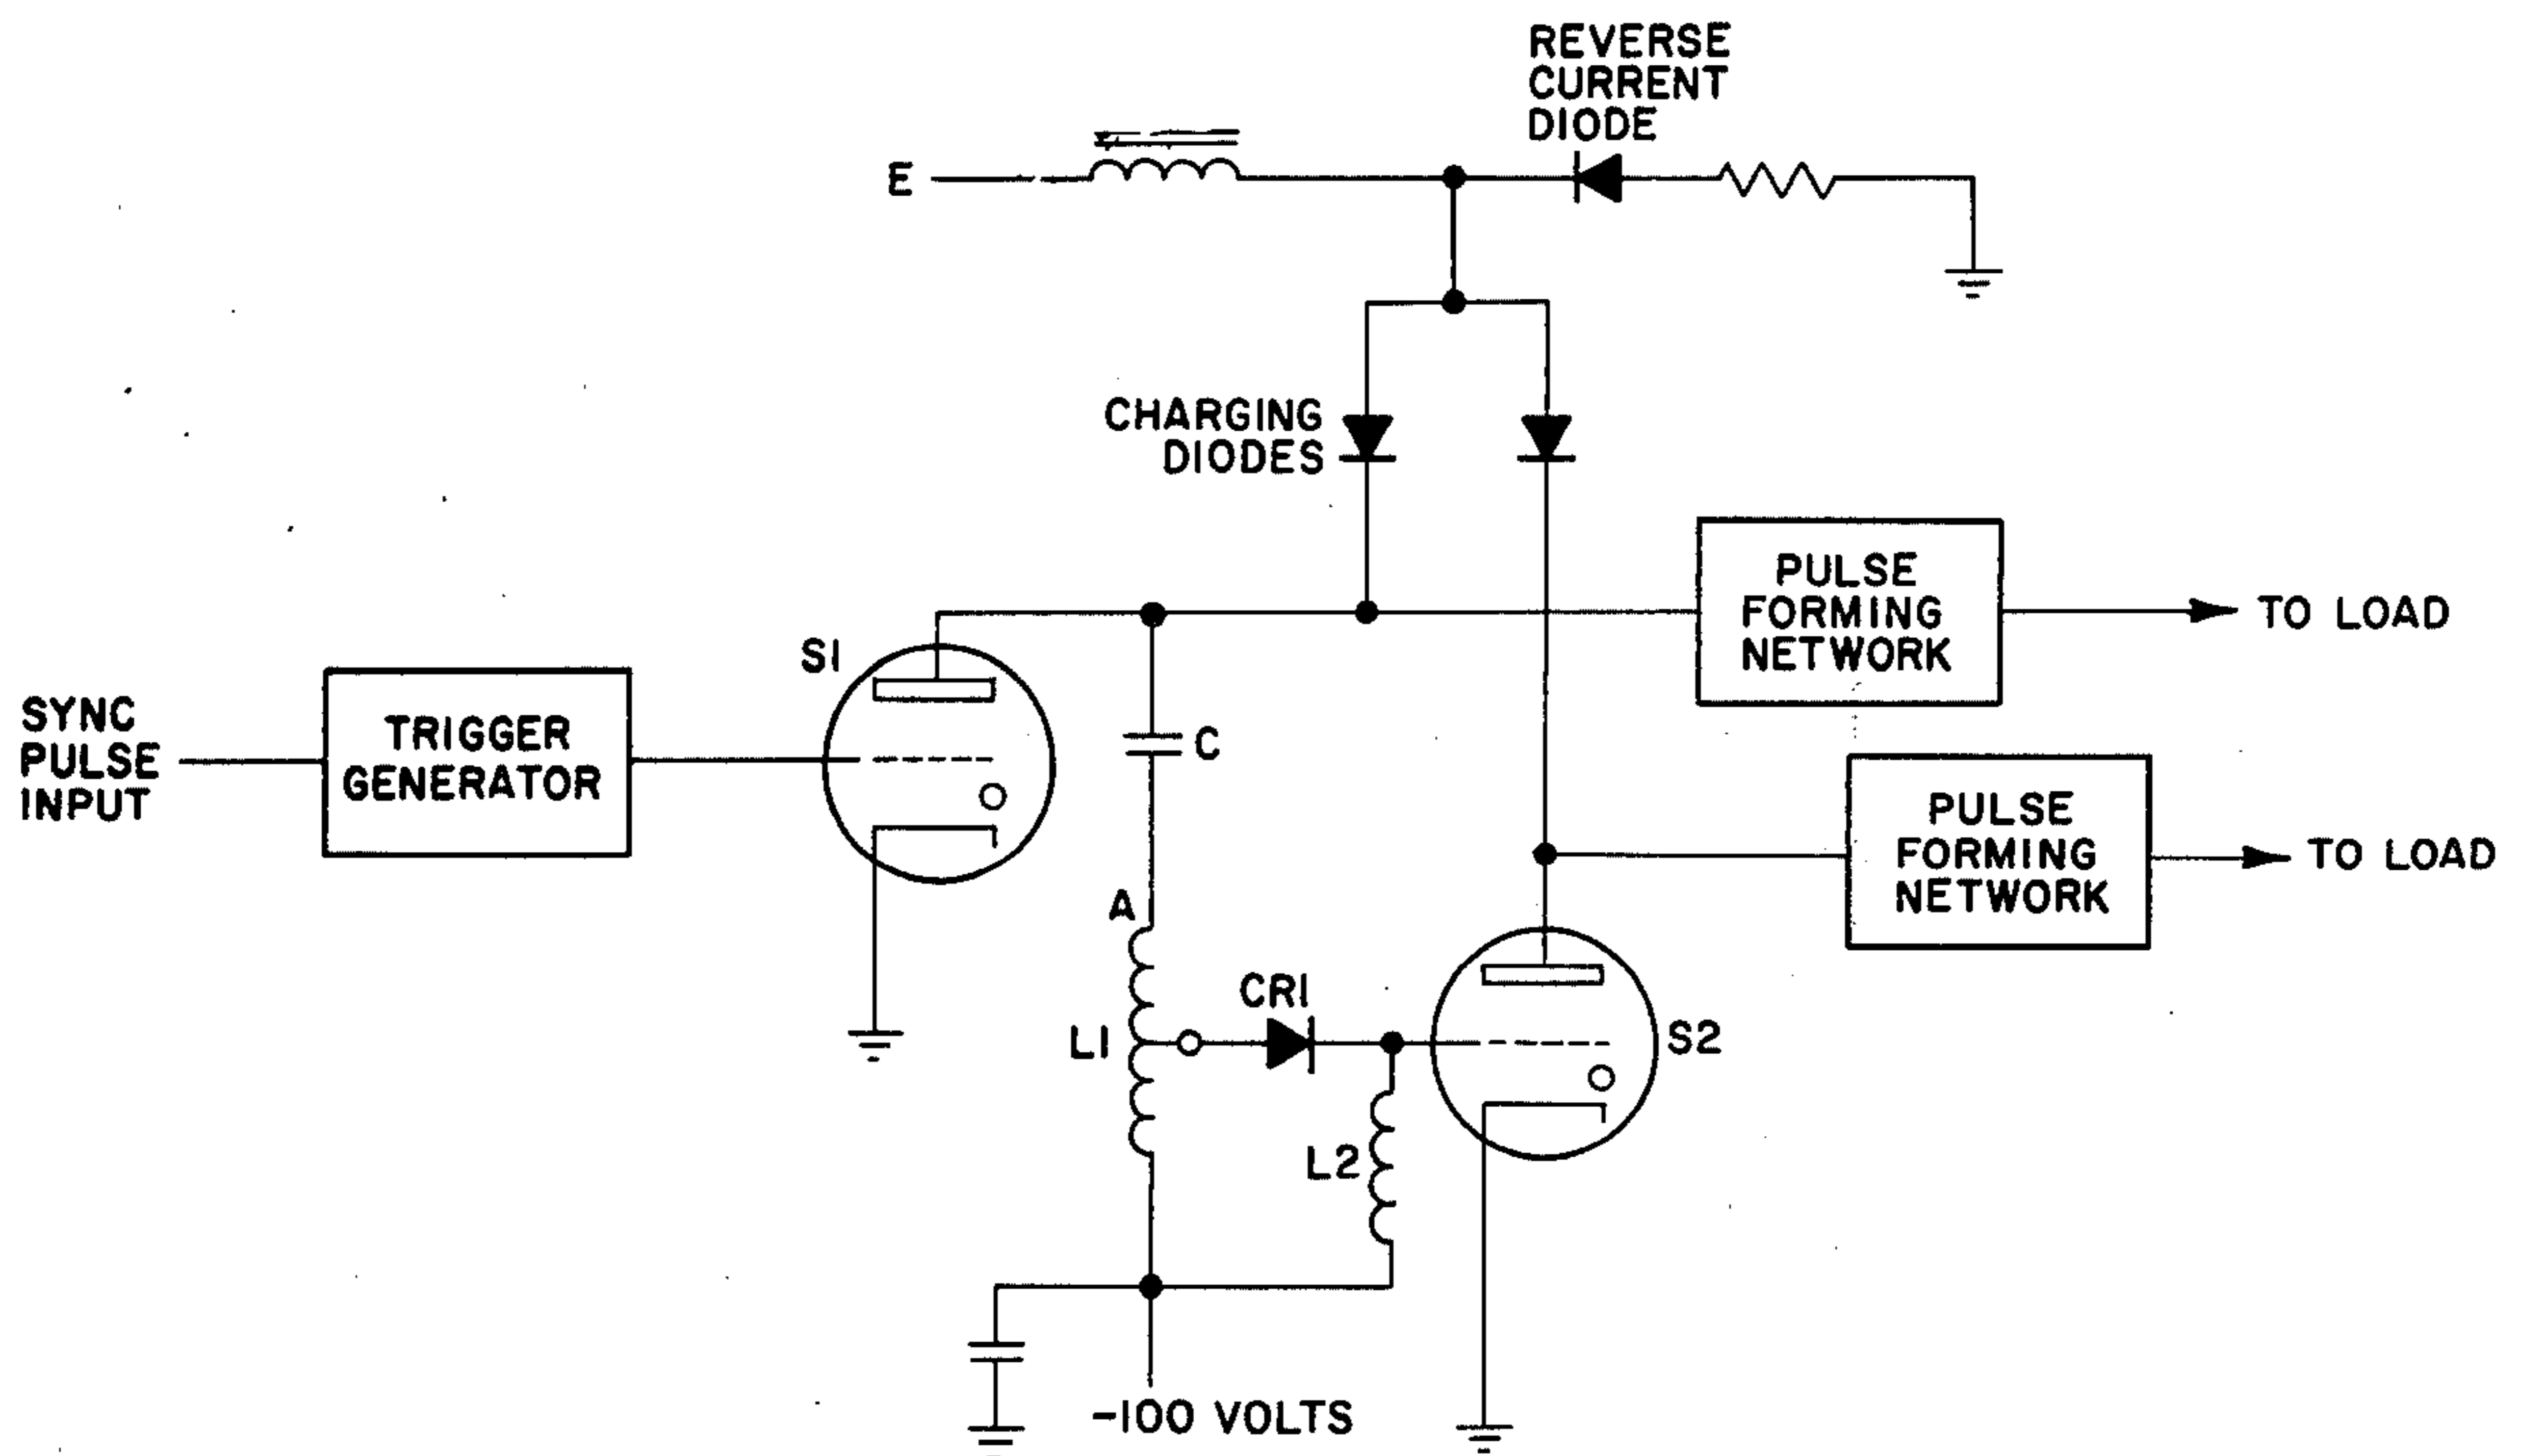 REVERSE
CURRENT
DIODE
E
CHARGING
DIODES
PULSE
FORMING
NETWORK
TO LOAD
S1
SYNC
PULSE
INPUT
TRIGGER
GENERATOR
C
PULSE
FORMING
NETWORK
TO LOAD
A
CR1
L1
S2
L2
-100 VOLTS